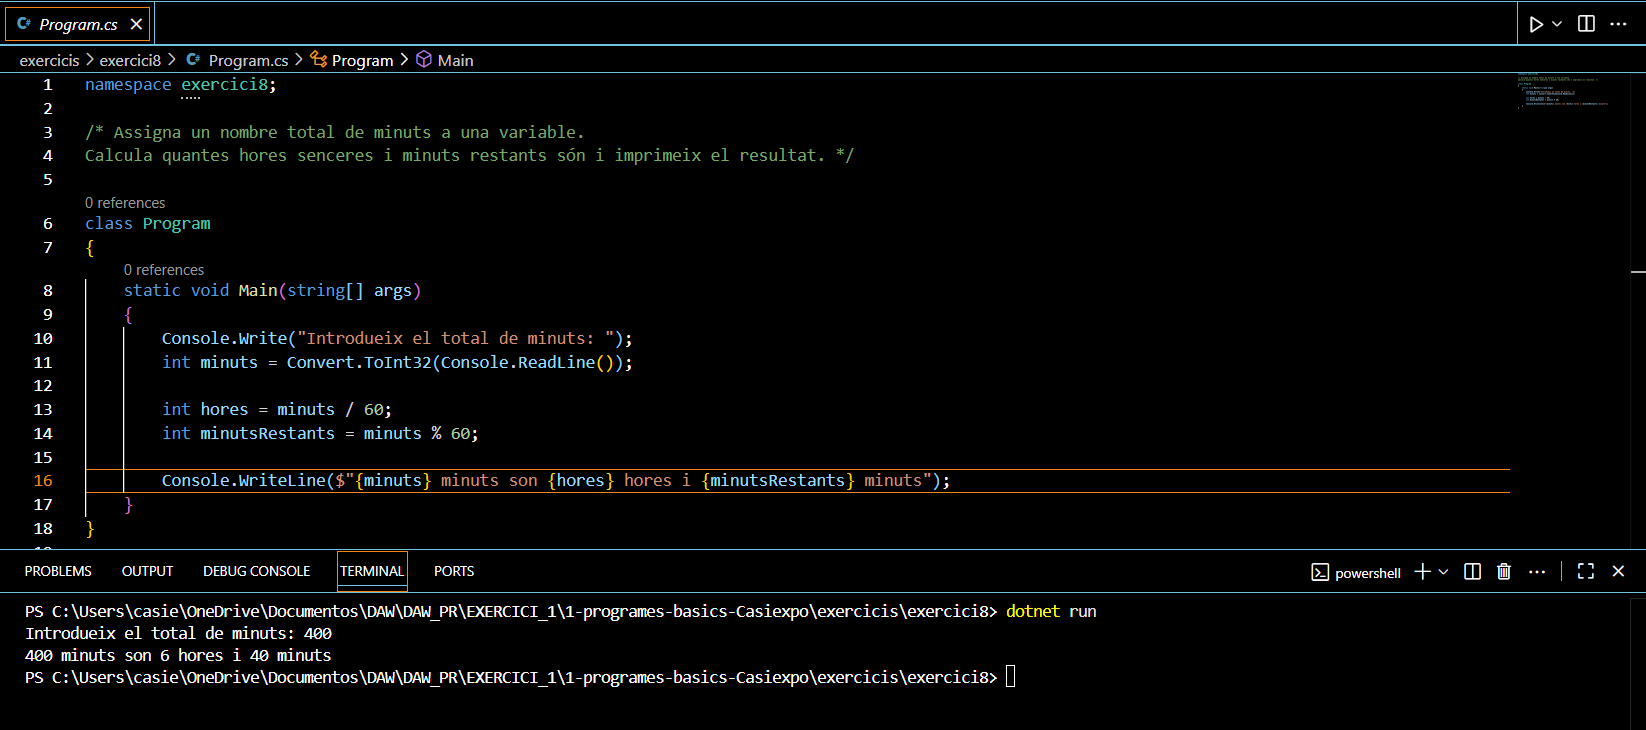 C# Program.cs ×
exercicis > exercici8 > C# Program.cs > Program > Main
1 namespace exercici8;
2
3 /* Assigna un nombre total de minuts a una variable.
4 Calcula quantes hores senceres i minuts restants són i imprimeix el resultat. */
5
0 references
6 class Program
7 {
0 references
8 static void Main(string[] args)
9 {
10 Console.Write("Introdueix el total de minuts: ");
11 int minuts = Convert.ToInt32(Console.ReadLine());
12
13 int hores = minuts / 60;
14 int minutsRestants = minuts % 60;
15
16 Console.WriteLine($"{minuts} minuts son {hores} hores i {minutsRestants} minuts");
17 }
18 }
PROBLEMS OUTPUT DEBUG CONSOLE TERMINAL PORTS powershell
PS C:\Users\casie\OneDrive\Documentos\DAW\DAW_PR\EXERCICI_1\1-programes-basics-Casiexpo\exercicis\exercici8> dotnet run
Introdueix el total de minuts: 400
400 minuts son 6 hores i 40 minuts
PS C:\Users\casie\OneDrive\Documentos\DAW\DAW_PR\EXERCICI_1\1-programes-basics-Casiexpo\exercicis\exercici8>